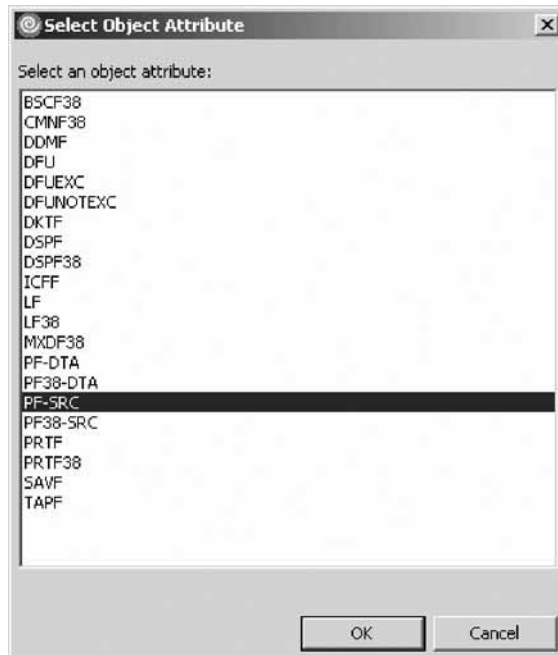 Select Object Attribute
Select an object attribute:
BSCF38
CMNF38
DDMF
DFU
DFUEXC
DFUNOTEXC
DKTF
DSPF
DSPF38
ICFF
LF
LF38
MXDF38
PF-DTA
PF38-DTA
PF-SRC
PF38-SRC
PRTF
PRTF38
SAVF
TAPF
OK Cancel